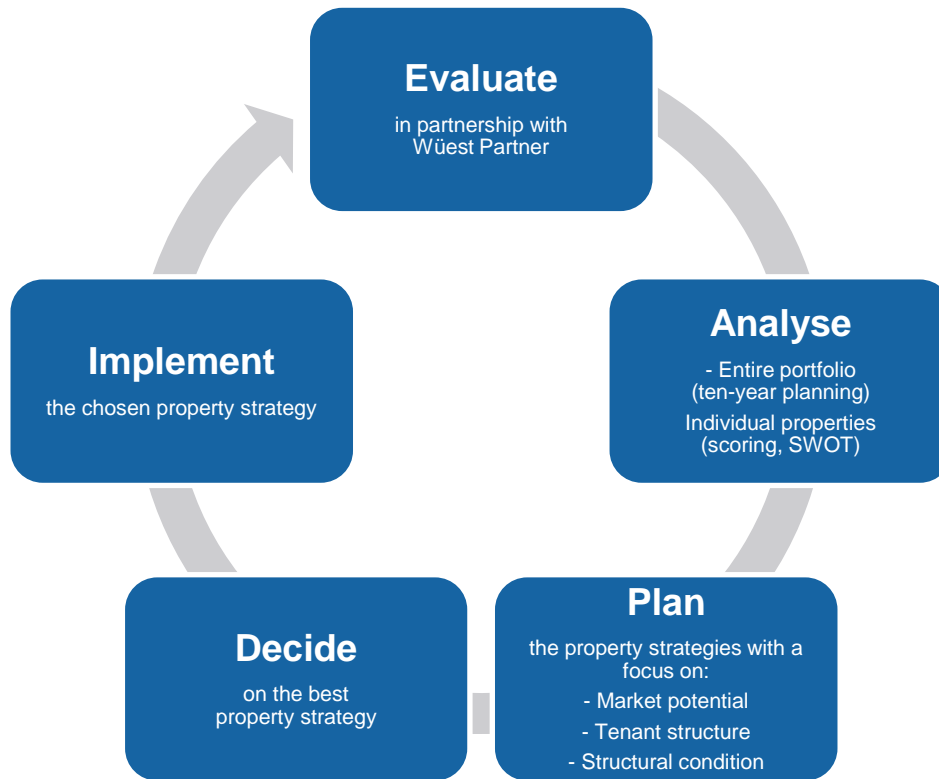 Evaluate
in partnership with
Wüest Partner
Analyse
- Entire portfolio
(ten-year planning)
Individual properties
(scoring, SWOT)
Plan
the property strategies with a
focus on:
- Market potential
- Tenant structure
- Structural condition
Decide
on the best
property strategy
Implement
the chosen property strategy